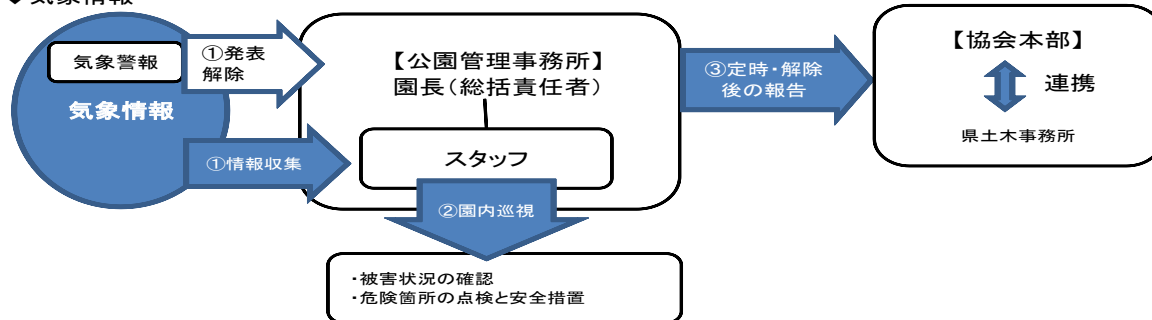 ◆気象情報
気象警報
気象情報
①発表
解除
①情報収集
【公園管理事務所】
園長(総括責任者)
スタッフ
②園内巡視
・被害状況の確認
・危険箇所の点検と安全措置
③定時・解除
後の報告
【協会本部】
連携
県土木事務所